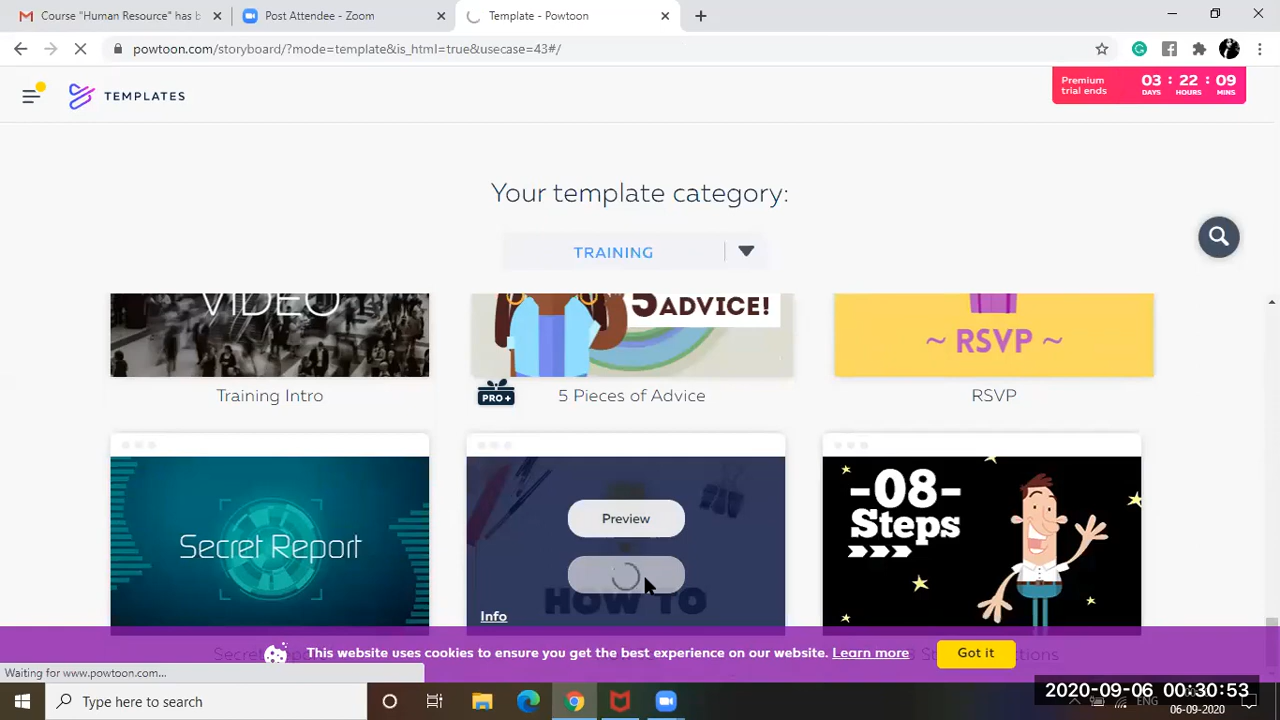 Course "Human Resource" has b
Post Attendee - Zoom
Template - Powtoon
powtoon.com/storyboard/?mode=template&is_html=true&usecase=43#/
TEMPLATES
Premium trial ends
03 : 22 : 09
DAYS HOURS MINS
Your template category:
TRAINING
VIDEO
5 ADVICE!
~ RSVP ~
Training Intro
PRO+
5 Pieces of Advice
RSVP
Secret Report
Preview
HOW TO
Info
-08-
Steps
This website uses cookies to ensure you get the best experience on our website. Learn more
Got it
Waiting for www.powtoon.com...
Type here to search
ENG
2020-09-06 00:30:53
06-09-2020